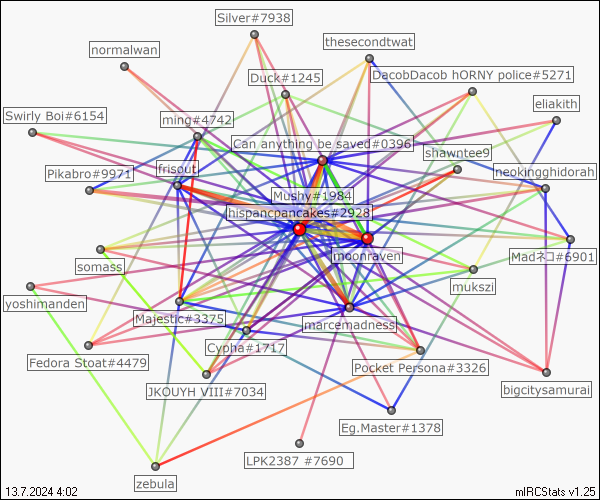 Silver#7938
normalwan
thesecondtwat
Duck#1245
DacobDacob hORNY police#5271
eliakith
Swirly Boi#6154
ming#4742
Can anything be saved#0396
shawntee9
Pikabro#9971
frisout
neokingghidorah
Mushy#1984
hispancpancakes#2928
moonraven
Madネコ#6901
somass
mukszi
yoshimanden
Majestic#3375
marcemadness
Cypha#1717
Fedora Stoat#4479
Pocket Persona#3326
JKOUYH VIII#7034
bigcitysamurai
Eg.Master#1378
LPK2387 #7690
zebula
13.7.2024 4:02
mIRCStats v1.25